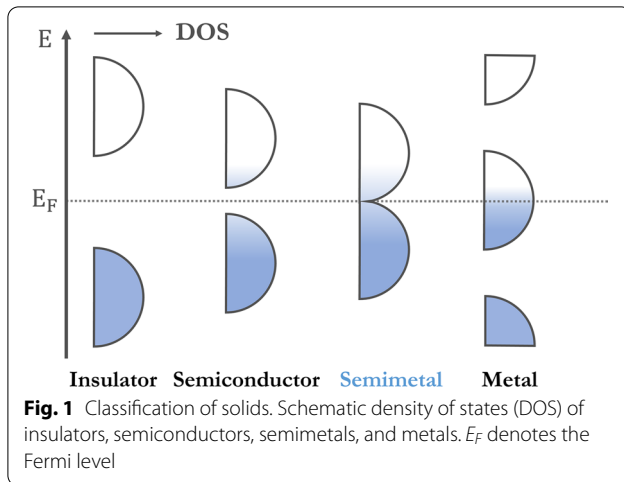 E
DOS
E_F
Insulator Semiconductor Semimetal Metal
Fig. 1 Classification of solids. Schematic density of states (DOS) of
insulators, semiconductors, semimetals, and metals. E_F denotes the
Fermi level